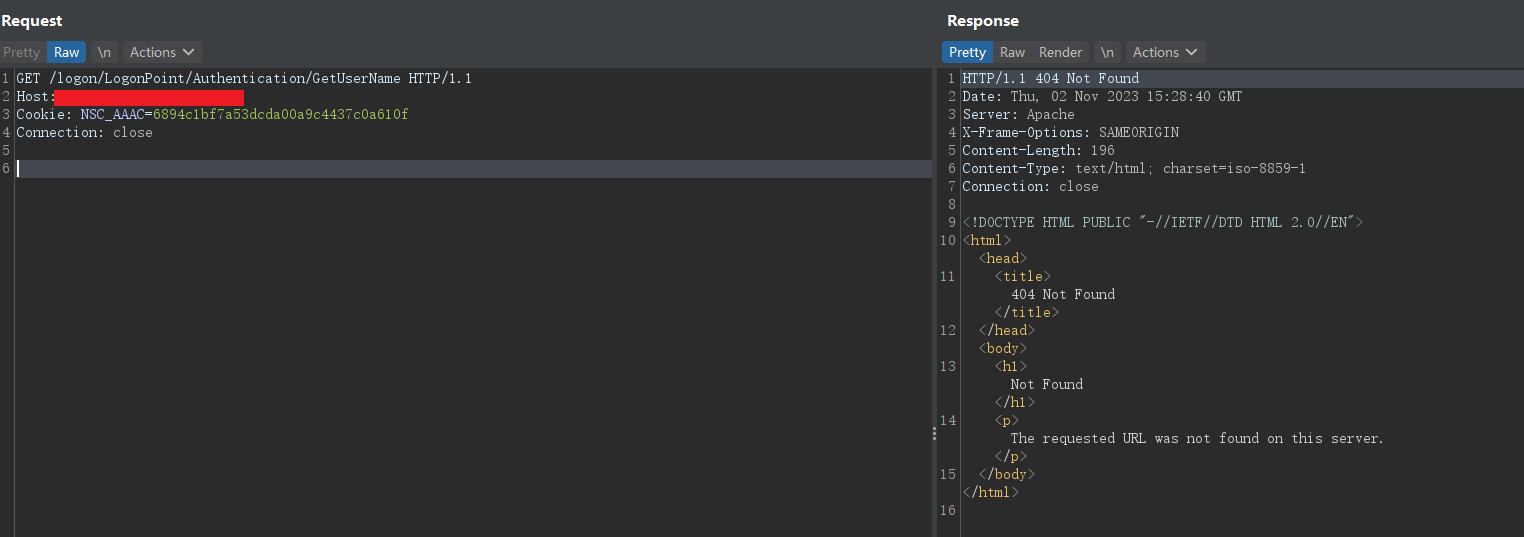 Request
Pretty Raw \n Actions
1 GET /logon/LogonPoint/Authentication/GetUserName HTTP/1.1
2 Host:
3 Cookie: NSC_AAAC=6894c1bf7a53dcda00a9c4437c0a610f
4 Connection: close
5
6
Response
Pretty Raw Render \n Actions
1 HTTP/1.1 404 Not Found
2 Date: Thu, 02 Nov 2023 15:28:40 GMT
3 Server: Apache
4 X-Frame-Options: SAMEORIGIN
5 Content-Length: 196
6 Content-Type: text/html; charset=iso-8859-1
7 Connection: close
8
9 <!DOCTYPE HTML PUBLIC "-//IETF//DTD HTML 2.0//EN">
10 <html>
<head>
11 <title>
404 Not Found
</title>
12 </head>
<body>
13 <h1>
Not Found
</h1>
14 <p>
The requested URL was not found on this server.
</p>
15 </body>
</html>
16